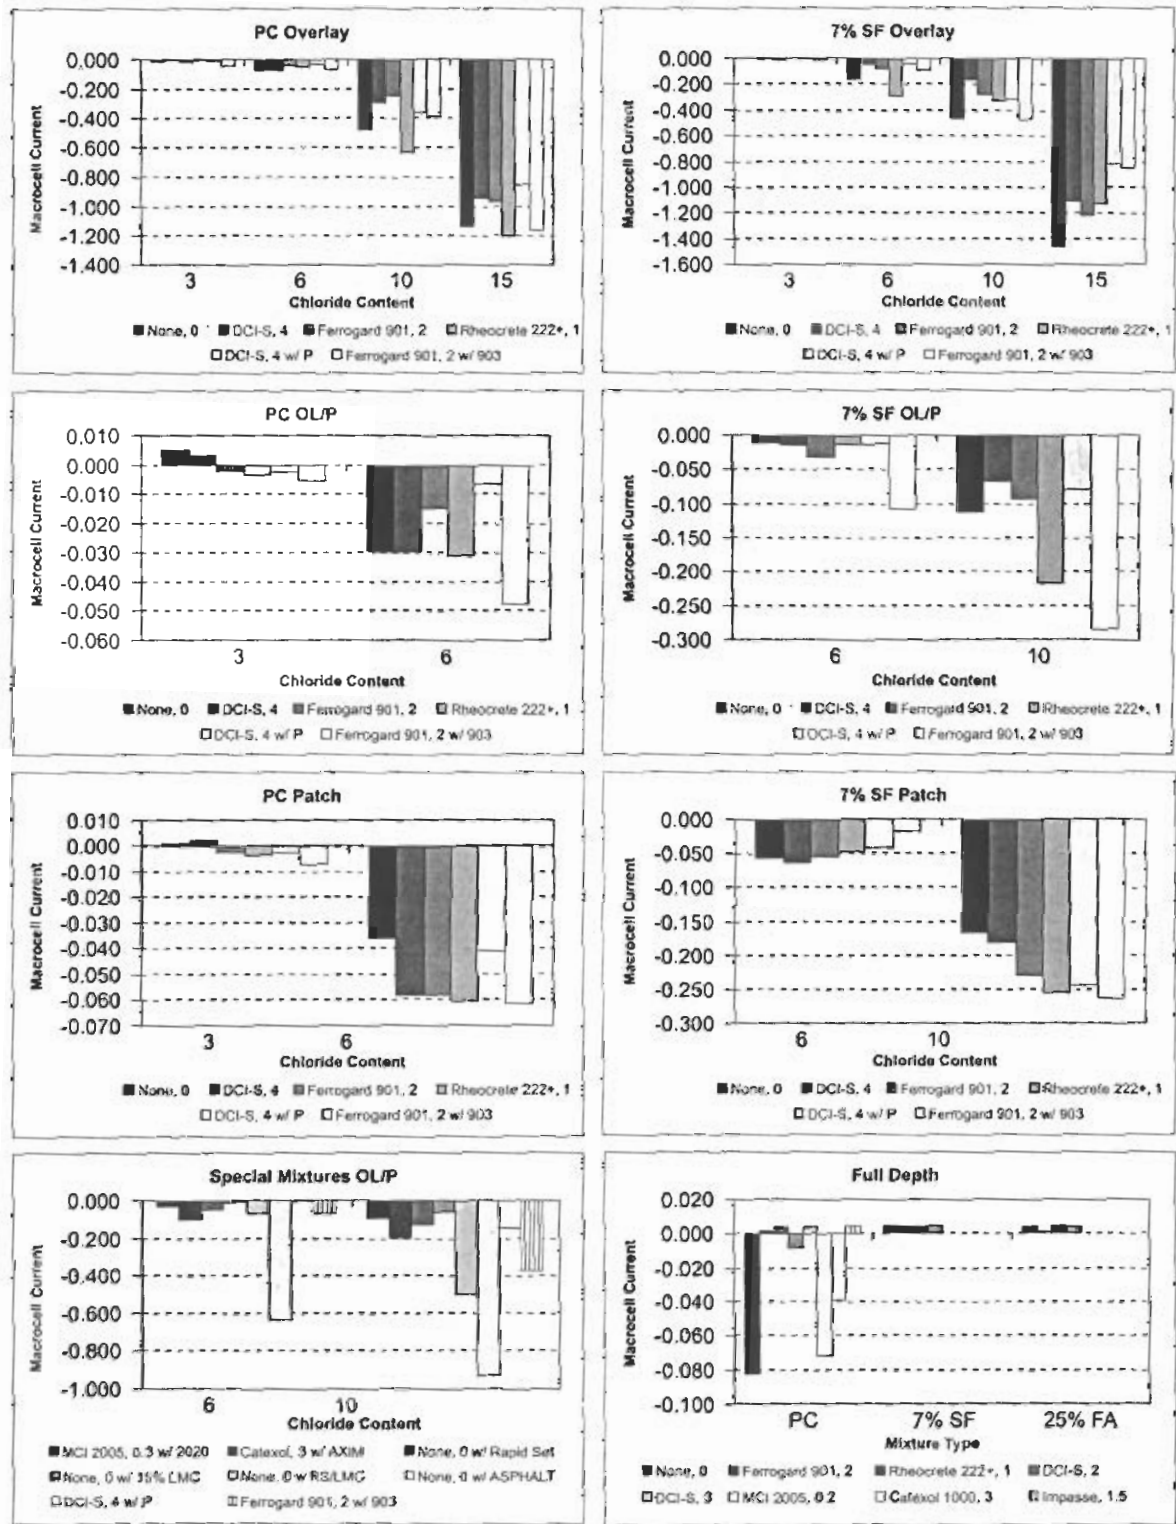 PC Overlay
0.000
-0.200
-0.400
-0.600
-0.800
-1.000
-1.200
-1.400
Macrocell Current
3 6 10 15
Chloride Content
None, 0 DCI-S, 4 Ferrogard 901, 2 Rheocrete 222+, 1
DCI-S, 4 w/ P Ferrogard 901, 2 w/ 903
7% SF Overlay
0.000
-0.200
-0.400
-0.600
-0.800
-1.000
-1.200
-1.400
-1.600
Macrocell Current
3 6 10 15
Chloride Content
None, 0 DCI-S, 4 Ferrogard 901, 2 Rheocrete 222+, 1
DCI-S, 4 w/ P Ferrogard 901, 2 w/ 903
PC OL/P
0.010
0.000
-0.010
-0.020
-0.030
-0.040
-0.050
-0.060
Macrocell Current
3 6
Chloride Content
None, 0 DCI-S, 4 Ferrogard 901, 2 Rheocrete 222+, 1
DCI-S, 4 w/ P Ferrogard 901, 2 w/ 903
7% SF OL/P
0.000
-0.050
-0.100
-0.150
-0.200
-0.250
-0.300
Macrocell Current
6 10
Chloride Content
None, 0 DCI-S, 4 Ferrogard 901, 2 Rheocrete 222+, 1
DCI-S, 4 w/ P Ferrogard 901, 2 w/ 903
PC Patch
0.010
0.000
-0.010
-0.020
-0.030
-0.040
-0.050
-0.060
-0.070
Macrocell Current
3 6
Chloride Content
None, 0 DCI-S, 4 Ferrogard 901, 2 Rheocrete 222+, 1
DCI-S, 4 w/ P Ferrogard 901, 2 w/ 903
7% SF Patch
0.000
-0.050
-0.100
-0.150
-0.200
-0.250
-0.300
Macrocell Current
6 10
Chloride Content
None, 0 DCI-S, 4 Ferrogard 901, 2 Rheocrete 222+, 1
DCI-S, 4 w/ P Ferrogard 901, 2 w/ 903
Special Mixtures OL/P
0.000
-0.200
-0.400
-0.600
-0.800
-1.000
Macrocell Current
6 10
Chloride Content
MCI 2005, 0.3 w/ 2020 Catexol, 3 w/ AXIM None, 0 w/ Rapid Set
None, 0 w/ 15% LMC None, 0 w RS/LMC None, 0 w/ ASPHALT
DCI-S, 4 w/ P Ferrogard 901, 2 w/ 903
Full Depth
0.020
0.000
-0.020
-0.040
-0.060
-0.080
-0.100
Macrocell Current
PC 7% SF 25% FA
Mixture Type
None, 0 Ferrogard 901, 2 Rheocrete 222+, 1 DCI-S, 2
DCI-S, 3 MCI 2005, 0.2 Catexol 1000, 3 Impasse, 1.5